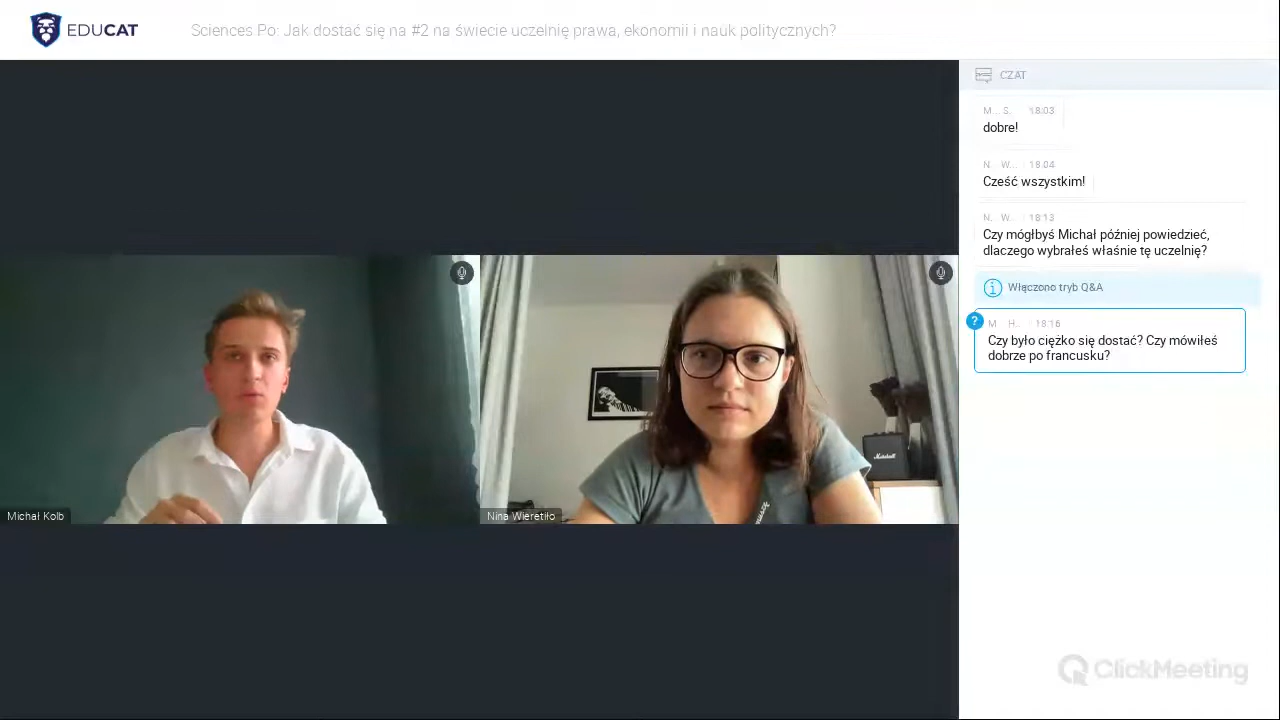 EDUCAT
Sciences Po: Jak dostać się na #2 na świecie uczelnię prawa, ekonomii i nauk politycznych?
CZAT
M... S. 18:03
dobre!
N. W... 18:04
Cześć wszystkim!
N. W.. 18:13
Czy mógłbyś Michał później powiedzieć,
dlaczego wybrałeś właśnie tę uczelnię?
Włączono tryb Q&A
?
M H.. 18:16
Czy było ciężko się dostać? Czy mówiłeś
dobrze po francusku?
Marshall
Michał Kolb
Nina Wieretiło
ClickMeeting